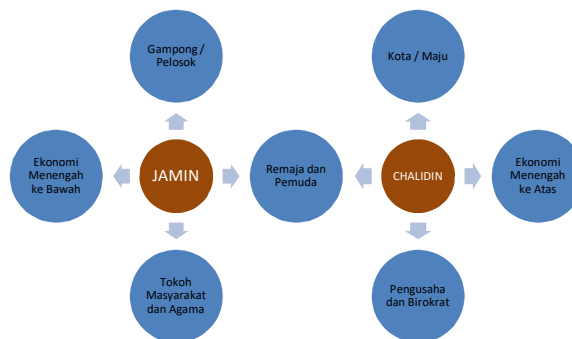 Gampong /
Pelosok
Kota / Maju
Ekonomi
Menengah
ke Bawah
JAMIN
Remaja dan
Pemuda
CHALIDIN
Ekonomi
Menengah
ke Atas
Tokoh
Masyarakat
dan Agama
Pengusaha
dan Birokrat